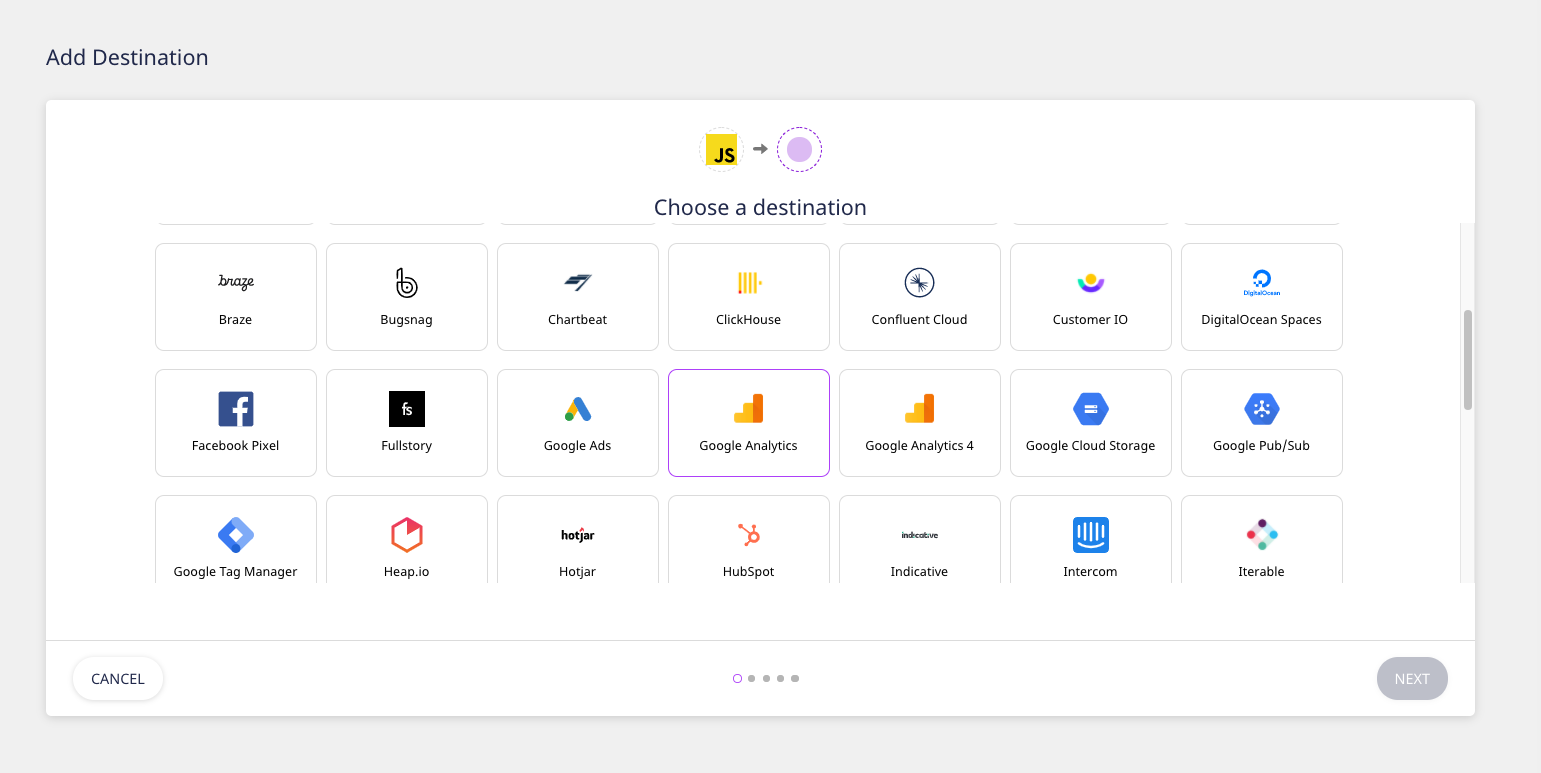 Add Destination
JS
Choose a destination
braze
DigitalOcean
Braze
Bugsnag
Chartbeat
ClickHouse
Confluent Cloud
Customer IO
DigitalOcean Spaces
fs
Facebook Pixel
Fullstory
Google Ads
Google Analytics
Google Analytics 4
Google Cloud Storage
Google Pub/Sub
hotjar
indicative
Google Tag Manager
Heap.io
Hotjar
HubSpot
Indicative
Intercom
Iterable
CANCEL
NEXT